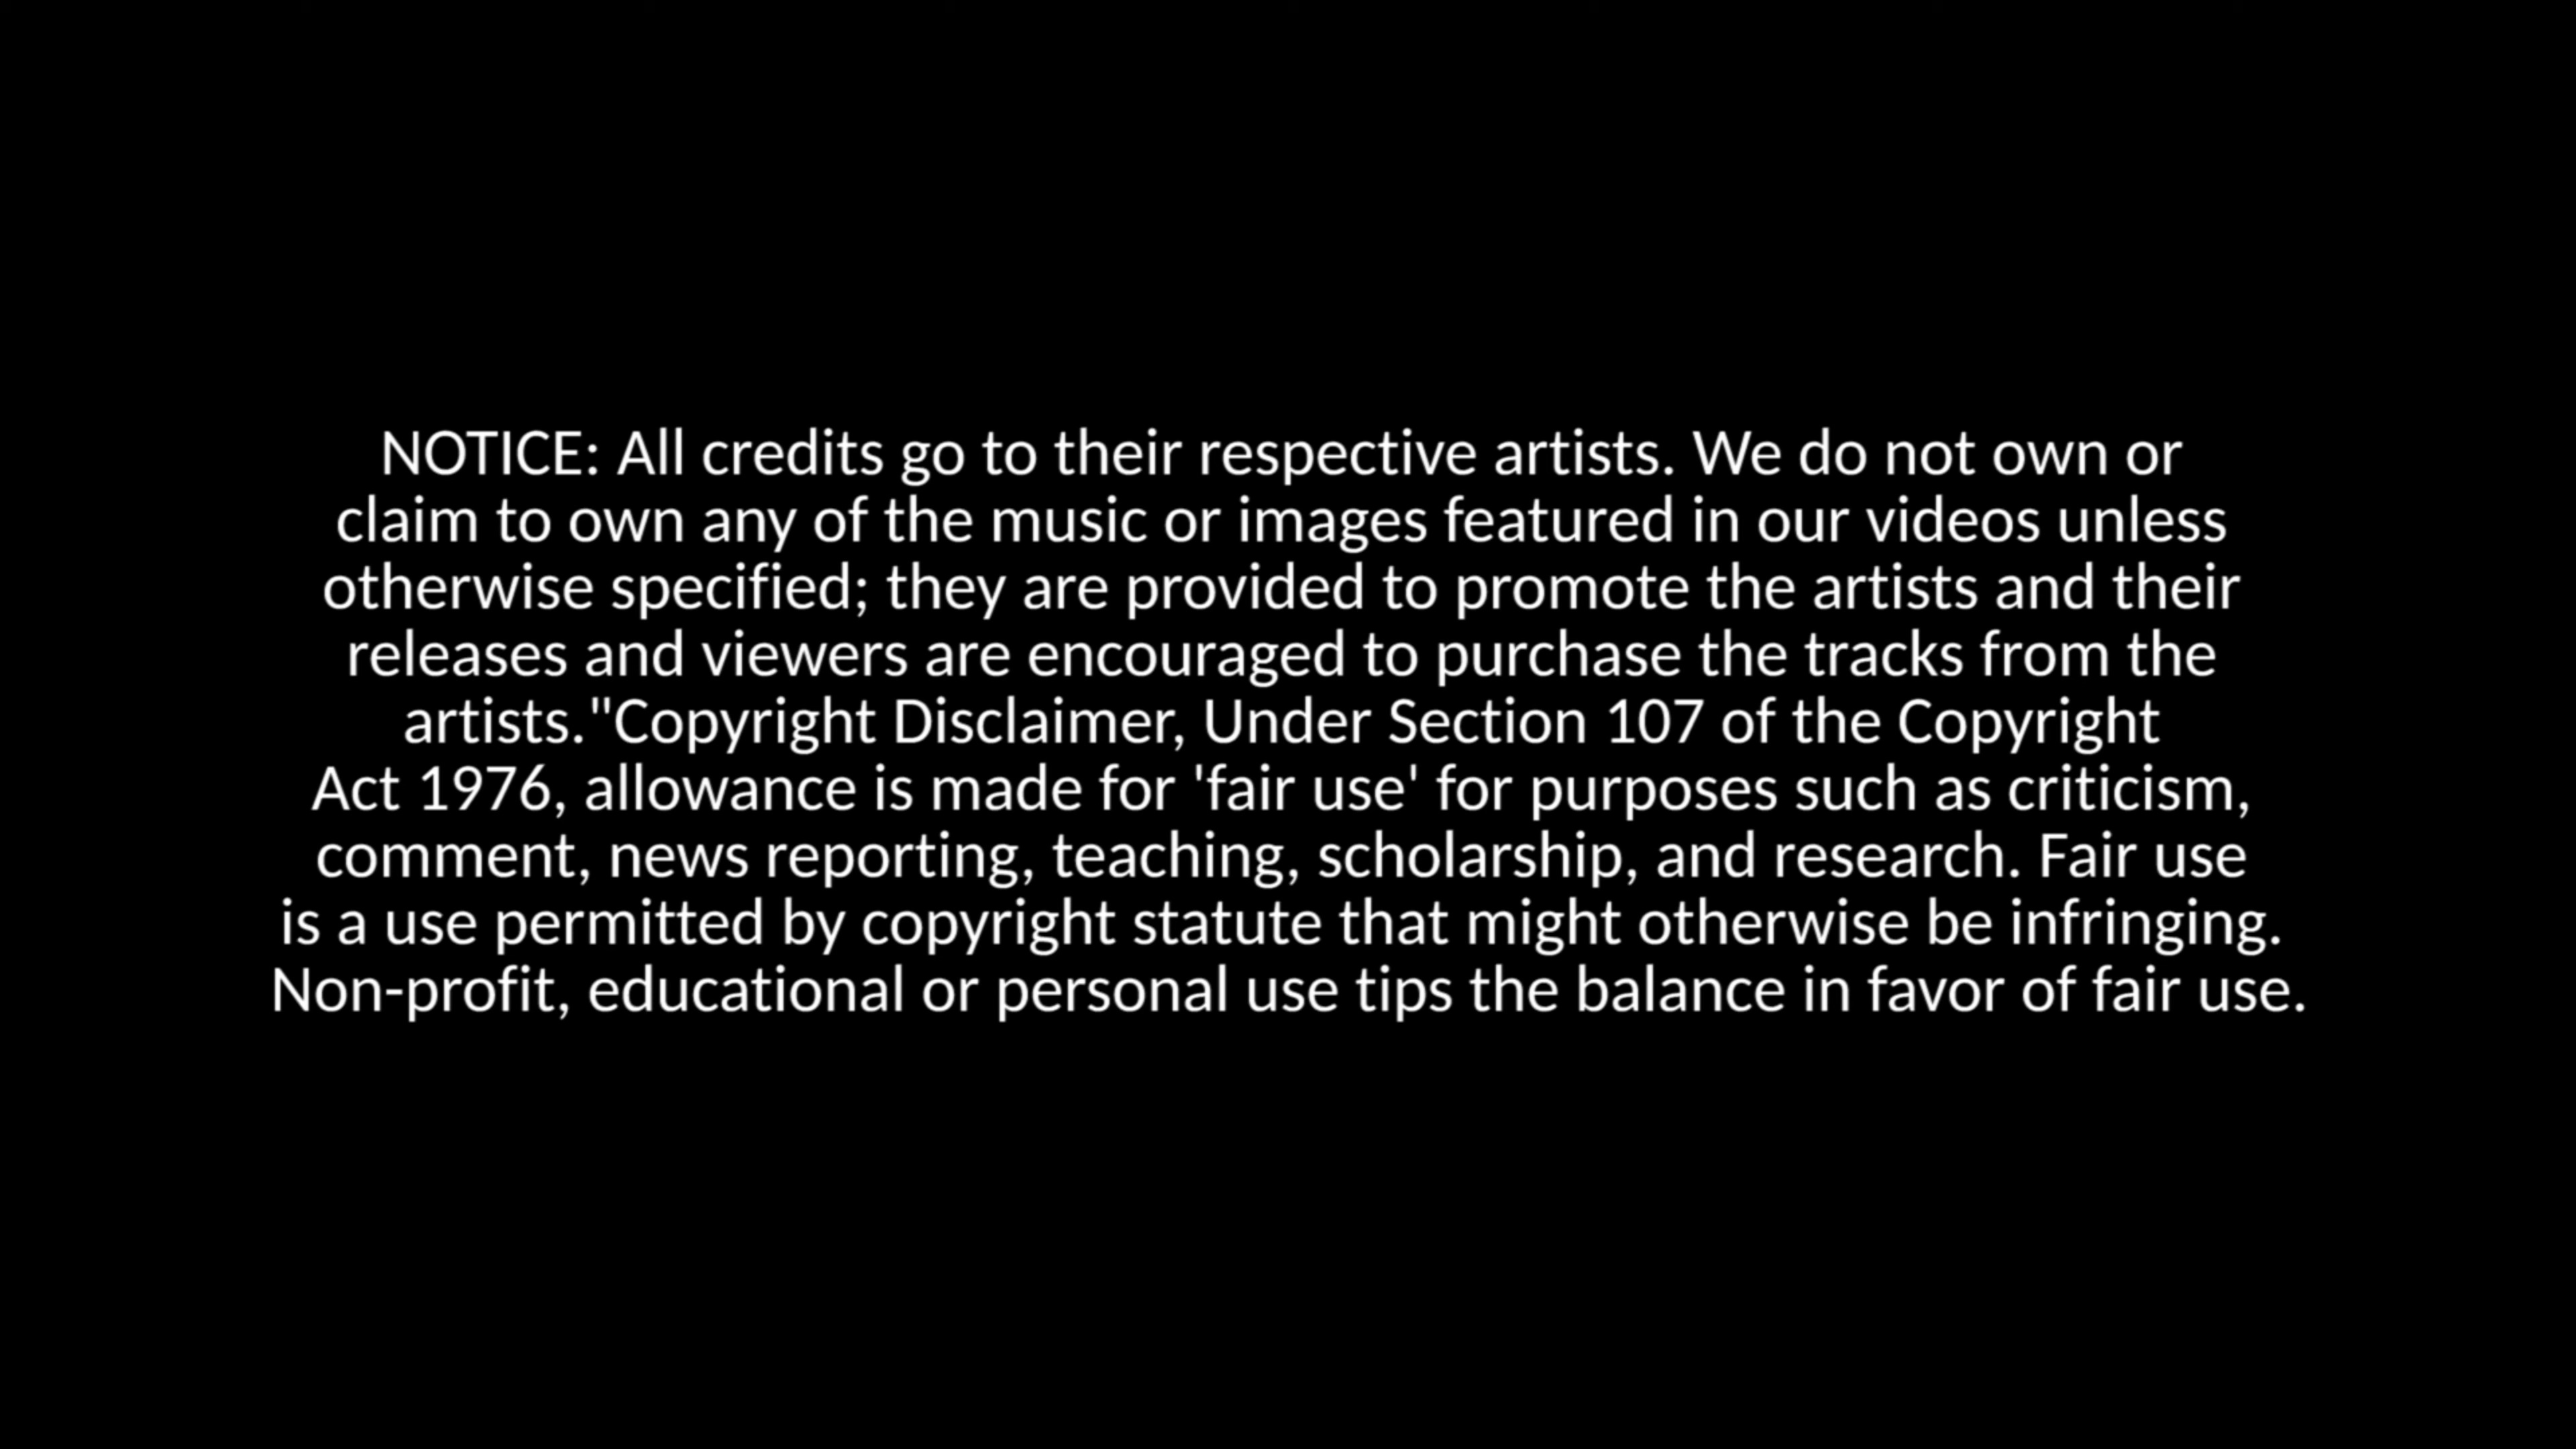 NOTICE: All credits go to their respective artists. We do not own or
claim to own any of the music or images featured in our videos unless
otherwise specified; they are provided to promote the artists and their
releases and viewers are encouraged to purchase the tracks from the
artists."Copyright Disclaimer, Under Section 107 of the Copyright
Act 1976, allowance is made for 'fair use' for purposes such as criticism,
comment, news reporting, teaching, scholarship, and research. Fair use
is a use permitted by copyright statute that might otherwise be infringing.
Non-profit, educational or personal use tips the balance in favor of fair use.